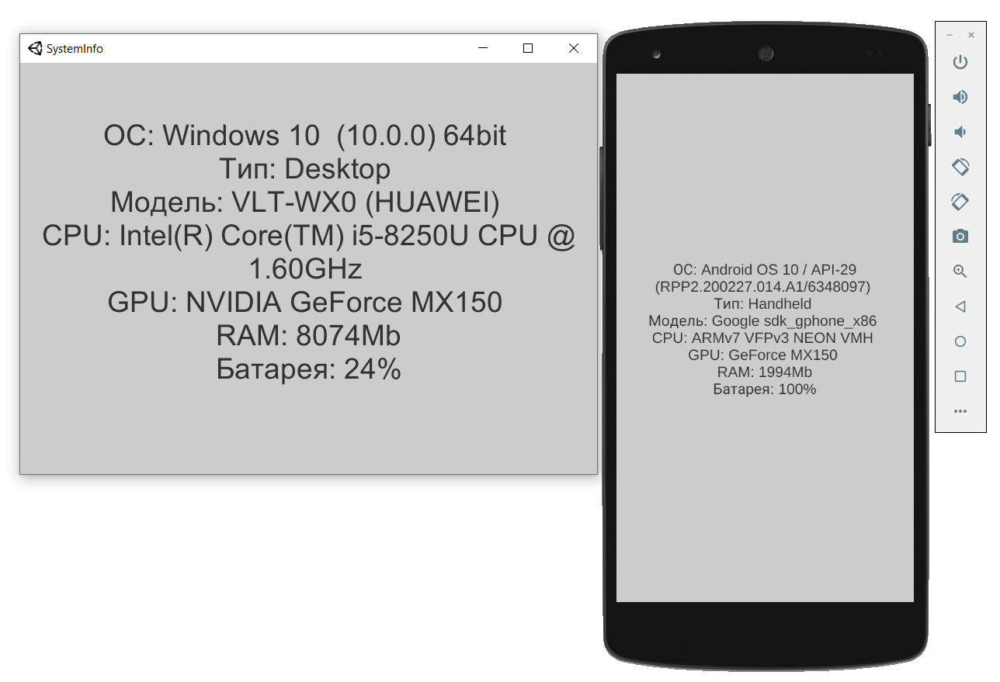 SystemInfo
ОС: Windows 10  (10.0.0) 64bit
Тип: Desktop
Модель: VLT-WX0 (HUAWEI)
CPU: Intel(R) Core(TM) i5-8250U CPU @
1.60GHz
GPU: NVIDIA GeForce MX150
RAM: 8074Mb
Батарея: 24%
ОС: Android OS 10 / API-29
(RPP2.200227.014.A1/6348097)
Тип: Handheld
Модель: Google sdk_gphone_x86
CPU: ARMv7 VFPv3 NEON VMH
GPU: GeForce MX150
RAM: 1994Mb
Батарея: 100%